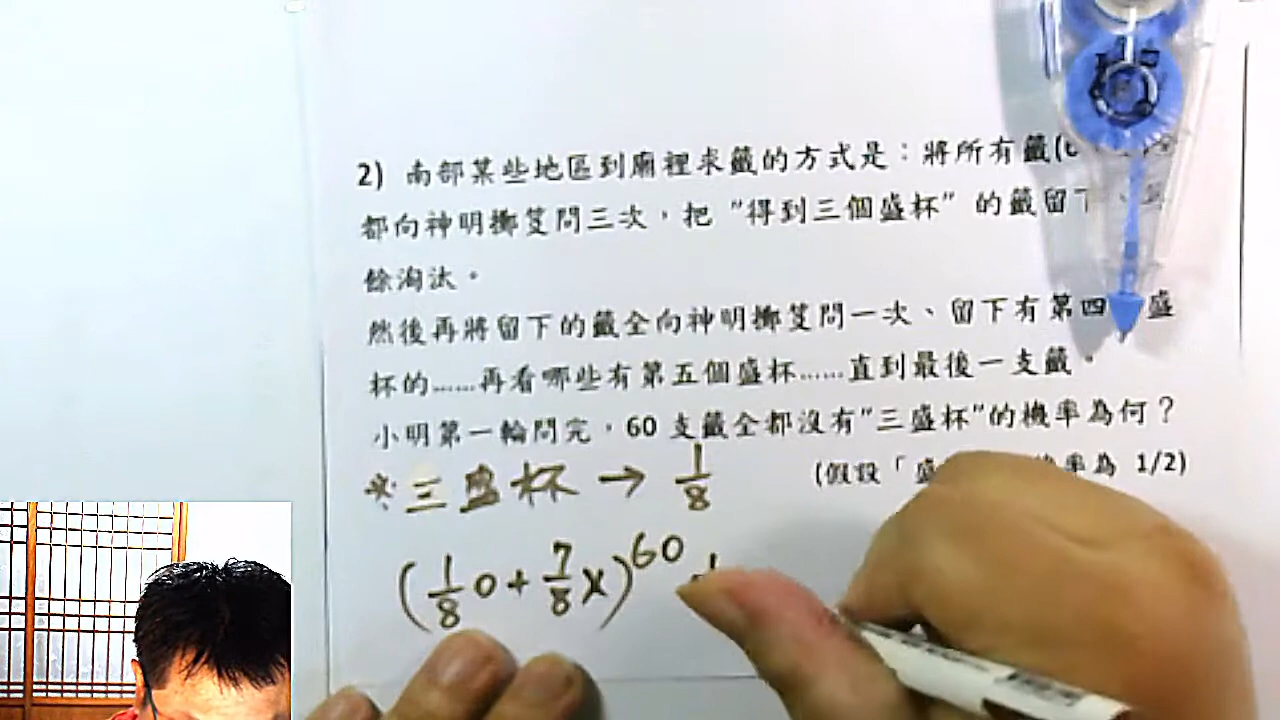 2) 南部某些地區到廟裡求籤的方式是：將所有籤(
都向神明擲筊問三次，把 "得到三個盛杯" 的籤留下
餘淘汰。
然後再將留下的籤全向神明擲筊問一次、留下有第四 盛
杯的……再看哪些有第五個盛杯……直到最後一支籤。
小明第一輪問完，60 支籤全都沒有"三盛杯"的機率為何？
(假設「盛 機率為 1/2)
※三盛杯 → 1/8
(1/8 O + 7/8 X)^60